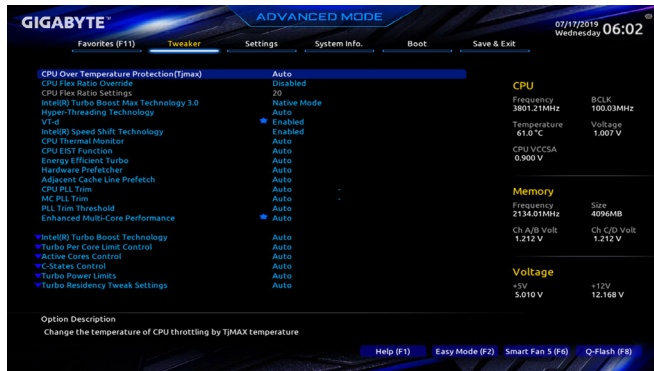 GIGABYTE™
ADVANCED MODE
07/17/2019
Wednesday 06:02
Favorites (F11) Tweaker Settings System Info. Boot Save & Exit
CPU Over Temperature Protection(Tjmax) Auto
CPU Flex Ratio Override Disabled
CPU Flex Ratio Settings 20
Intel(R) Turbo Boost Max Technology 3.0 Native Mode
Hyper-Threading Technology Auto
VT-d Enabled
Intel(R) Speed Shift Technology Enabled
CPU Thermal Monitor Auto
CPU EIST Function Auto
Energy Efficient Turbo Auto
Hardware Prefetcher Auto
Adjacent Cache Line Prefetch Auto
CPU PLL Trim Auto -
MC PLL Trim Auto -
PLL Trim Threshold Auto
Enhanced Multi-Core Performance Auto
Intel(R) Turbo Boost Technology Auto
Turbo Per Core Limit Control Auto
Active Cores Control Auto
C-States Control Auto
Turbo Power Limits Auto
Turbo Residency Tweak Settings Auto
CPU
Frequency BCLK
3801.21MHz 100.03MHz
Temperature Voltage
61.0 °C 1.007 V
CPU VCCSA
0.900 V
Memory
Frequency Size
2134.01MHz 4096MB
Ch A/B Volt Ch C/D Volt
1.212 V 1.212 V
Voltage
+5V +12V
5.010 V 12.168 V
Option Description
Change the temperature of CPU throttling by TjMAX temperature
Help (F1) Easy Mode (F2) Smart Fan 5 (F6) Q-Flash (F8)